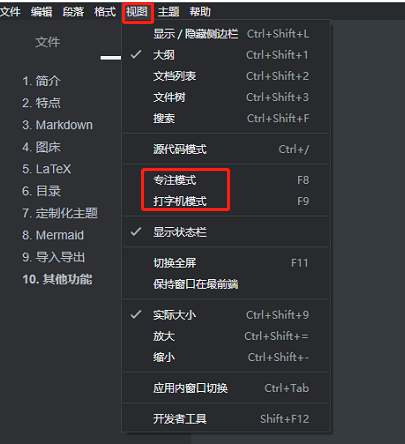 文件 编辑 段落 格式 视图 主题 帮助
文件
1. 简介
2. 特点
3. Markdown
4. 图床
5. LaTeX
6. 目录
7. 定制化主题
8. Mermaid
9. 导入导出
10. 其他功能
显示 / 隐藏侧边栏 Ctrl+Shift+L
大纲 Ctrl+Shift+1
文档列表 Ctrl+Shift+2
文件树 Ctrl+Shift+3
搜索 Ctrl+Shift+F
源代码模式 Ctrl+/
专注模式 F8
打字机模式 F9
显示状态栏
切换全屏 F11
保持窗口在最前端
实际大小 Ctrl+Shift+9
放大 Ctrl+Shift+=
缩小 Ctrl+Shift+-
应用内窗口切换 Ctrl+Tab
开发者工具 Shift+F12